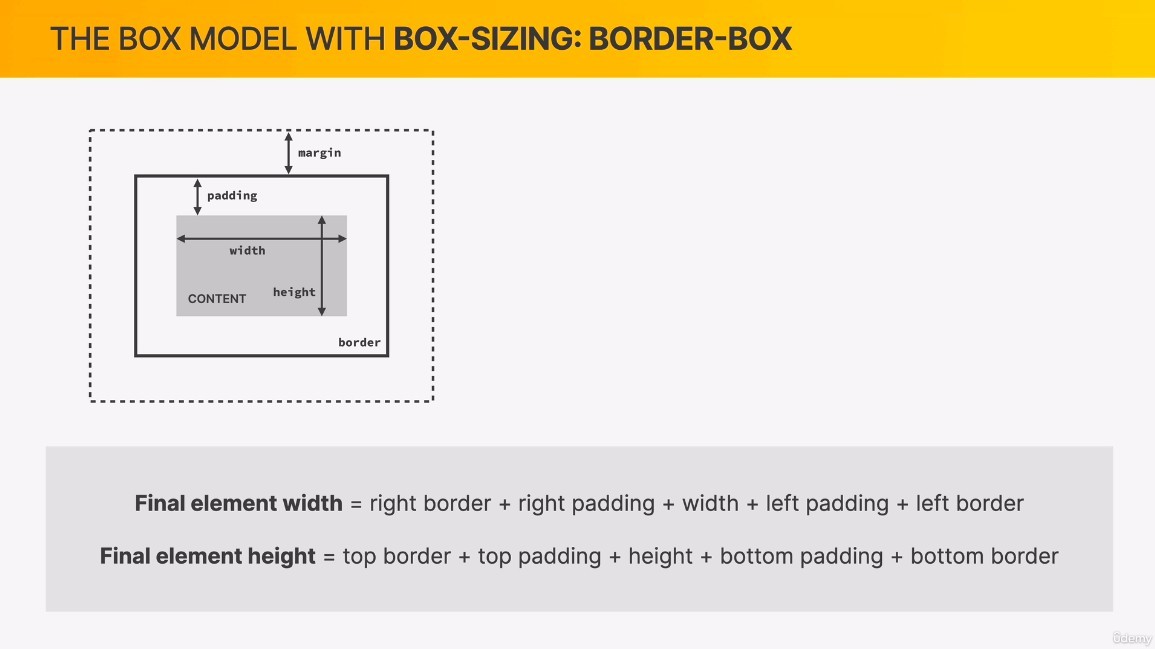 THE BOX MODEL WITH BOX-SIZING: BORDER-BOX
margin
padding
width
height
CONTENT
border
Final element width = right border + right padding + width + left padding + left border
Final element height = top border + top padding + height + bottom padding + bottom border
ûdemy